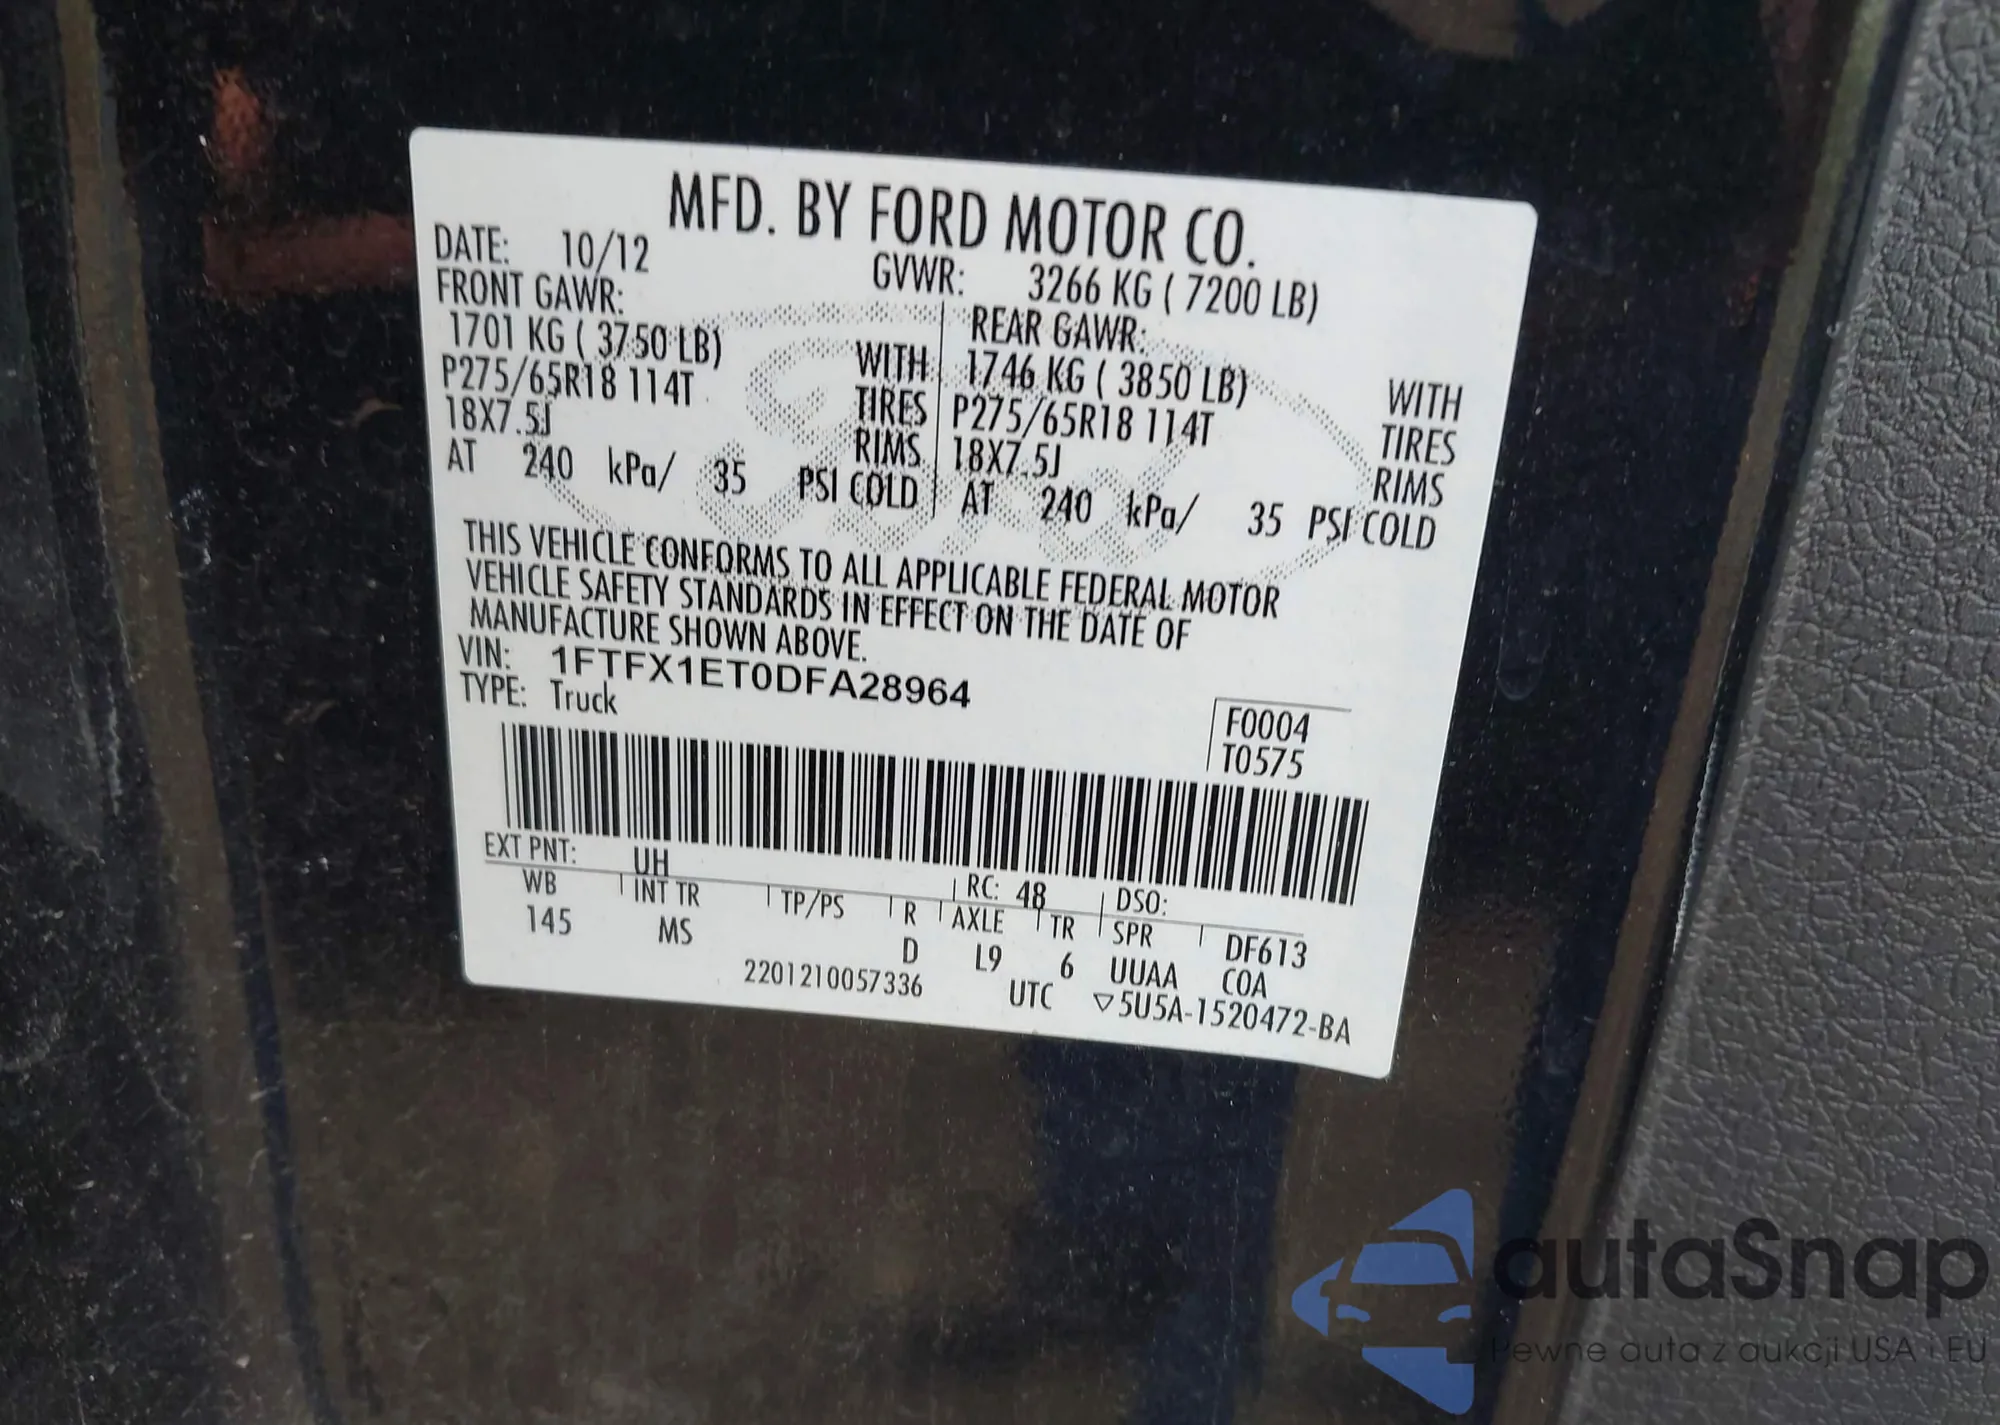 MFD. BY FORD MOTOR CO.
DATE: 10/12 GVWR: 3266 KG ( 7200 LB)
FRONT GAWR: REAR GAWR:
1701 KG ( 3750 LB) WITH 1746 KG ( 3850 LB) WITH
P275/65R18 114T TIRES P275/65R18 114T TIRES
18X7.5J RIMS 18X7.5J RIMS
AT 240 kPa/ 35 PSI COLD AT 240 kPa/ 35 PSI COLD
THIS VEHICLE CONFORMS TO ALL APPLICABLE FEDERAL MOTOR
VEHICLE SAFETY STANDARDS IN EFFECT ON THE DATE OF
MANUFACTURE SHOWN ABOVE.
VIN: 1FTFX1ET0DFA28964
TYPE: Truck
F0004
T0575
EXT PNT: UH RC: 48 DSO:
WB INT TR TP/PS R AXLE TR SPR DF613
145 MS D L9 6 UUAA COA
2201210057336 UTC ▽5U5A-1520472-BA
autaSnap
Pewne auta z aukcji USA i EU